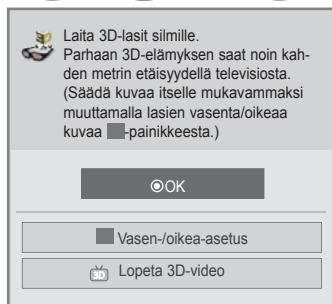 Laita 3D-lasit silmille.
Parhaan 3D-elämyksen saat noin kah-
den metrin etäisyydellä televisiosta.
(Säädä kuvaa itselle mukavammaksi
muuttamalla lasien vasenta/oikeaa
kuvaa -painikkeesta.)
OK
Vasen-/oikea-asetus
3D Lopeta 3D-video